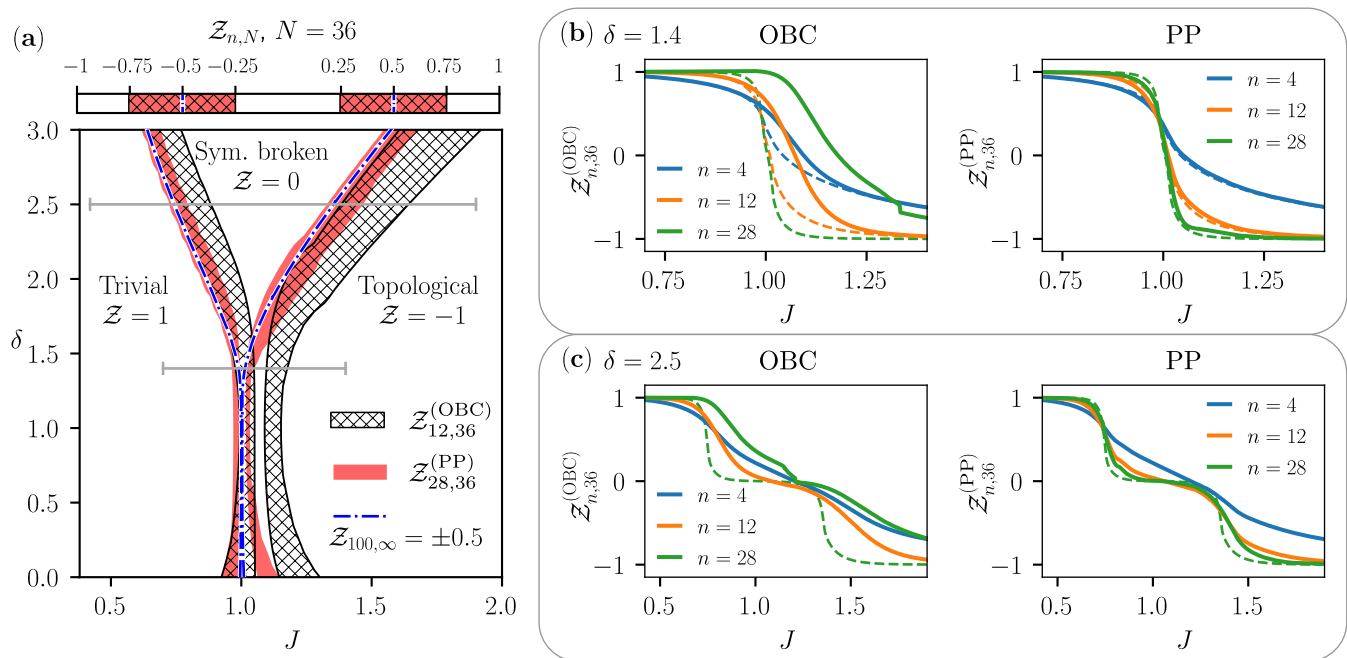 (a)
𝒵_{n,N}, N = 36
−1 −0.75 −0.5 −0.25 0.25 0.5 0.75 1
3.0
2.5
2.0
δ
1.5
1.0
0.5
0.0
Sym. broken
𝒵 = 0
Trivial
𝒵 = 1
Topological
𝒵 = −1
𝒵_{12,36}^{(OBC)}
𝒵_{28,36}^{(PP)}
𝒵_{100,∞} = ±0.5
0.5 1.0 1.5 2.0
J
(b) δ = 1.4
OBC
𝒵_{n,36}^{(OBC)}
1
0
−1
n = 4
n = 12
n = 28
0.75 1.00 1.25
J
PP
𝒵_{n,36}^{(PP)}
1
0
−1
n = 4
n = 12
n = 28
0.75 1.00 1.25
J
(c) δ = 2.5
OBC
𝒵_{n,36}^{(OBC)}
1
0
−1
n = 4
n = 12
n = 28
0.5 1.0 1.5
J
PP
𝒵_{n,36}^{(PP)}
1
0
−1
n = 4
n = 12
n = 28
0.5 1.0 1.5
J